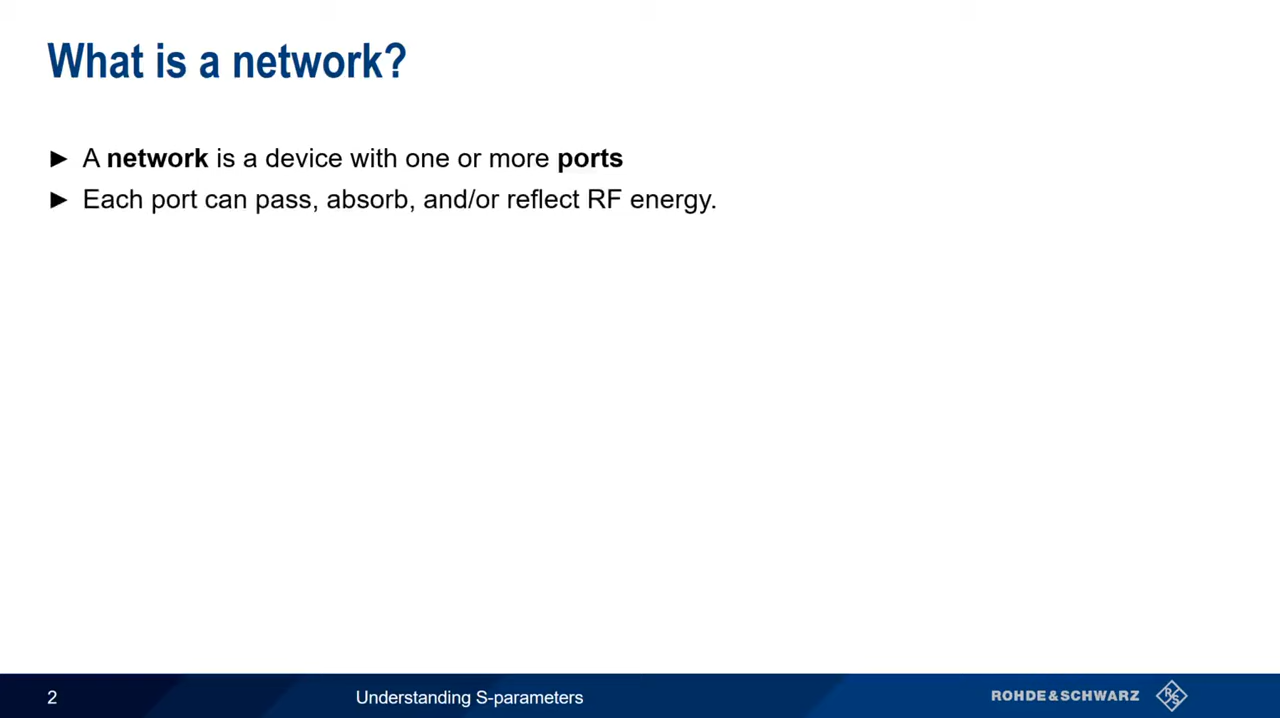 What is a network?
► A network is a device with one or more ports
► Each port can pass, absorb, and/or reflect RF energy.
2
Understanding S-parameters
ROHDE&SCHWARZ
R&S